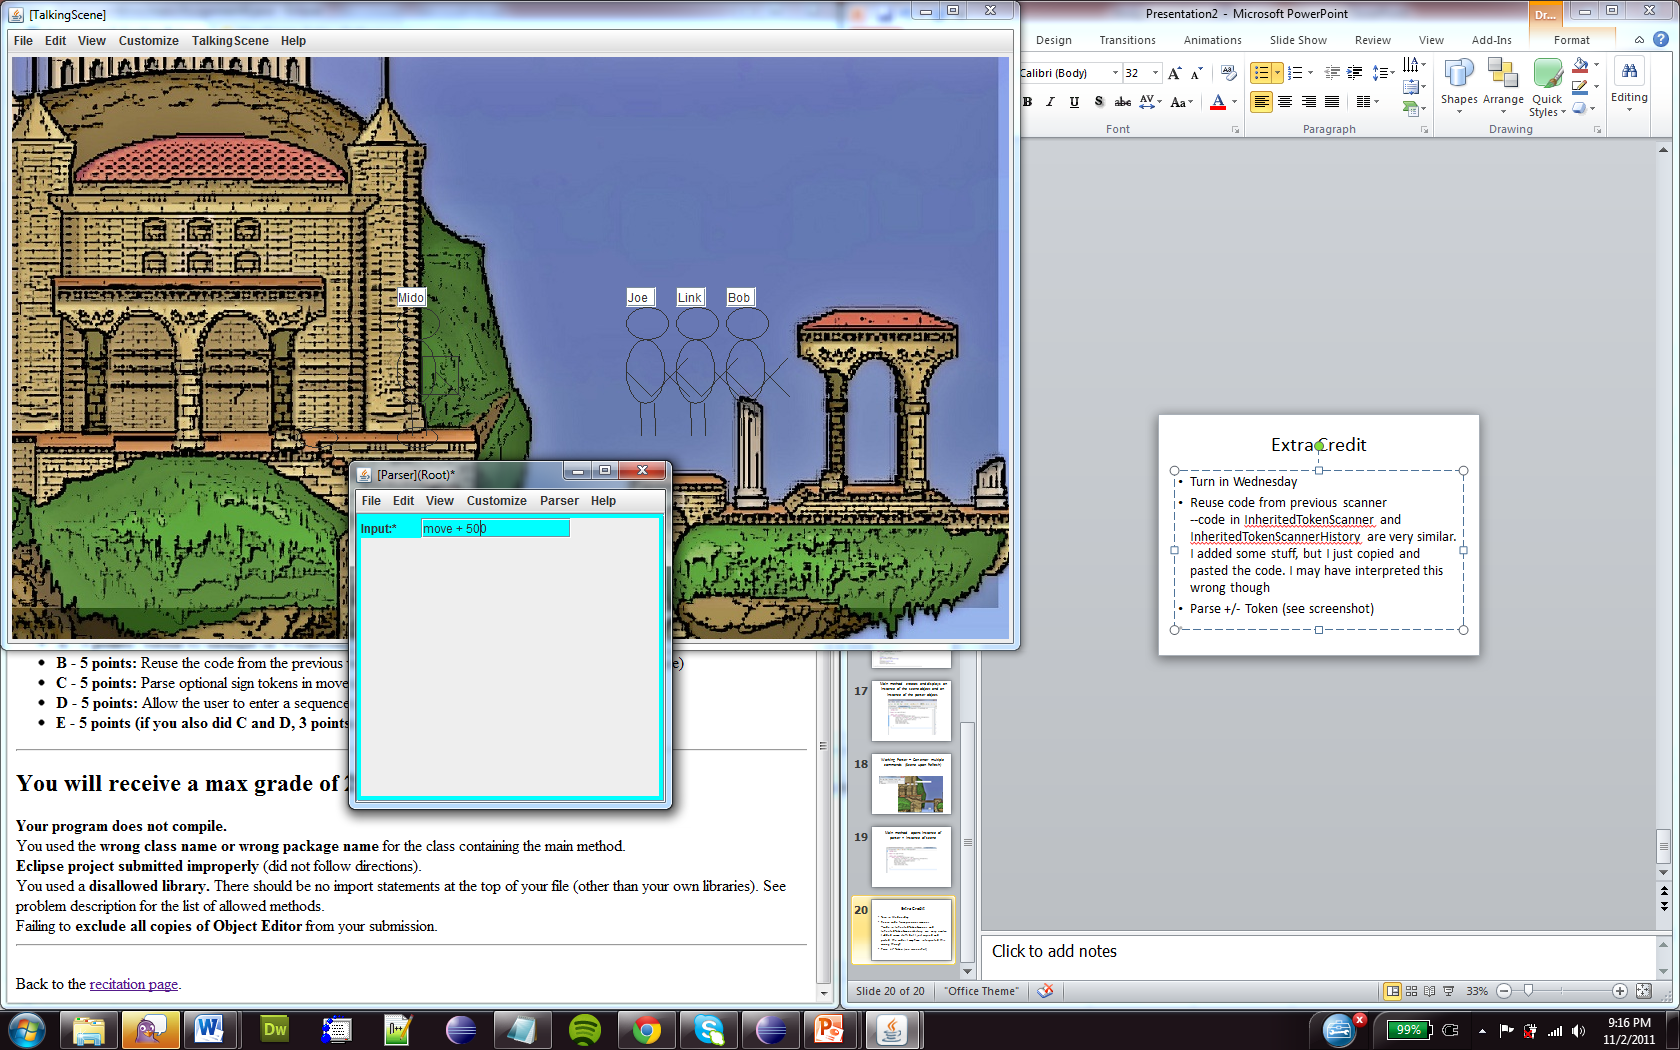 [TalkingScene]
File Edit View Customize TalkingScene Help
Mido
Joe Link Bob
[Parser](Root)*
File Edit View Customize Parser Help
Input:* move + 500
B - 5 points: Reuse the code from the previous
e)
C - 5 points: Parse optional sign tokens in move
D - 5 points: Allow the user to enter a sequence
E - 5 points (if you also did C and D, 3 points
You will receive a max grade of
Your program does not compile.
You used the wrong class name or wrong package name for the class containing the main method.
Eclipse project submitted improperly (did not follow directions).
You used a disallowed library. There should be no import statements at the top of your file (other than your own libraries). See
problem description for the list of allowed methods.
Failing to exclude all copies of Object Editor from your submission.
Back to the recitation page.
Presentation2 - Microsoft PowerPoint
Dr...
Design Transitions Animations Slide Show Review View Add-Ins Format
Calibri (Body) 32
Shapes Arrange Quick Styles Editing
Font Paragraph Drawing
Extra Credit
• Turn in Wednesday
• Reuse code from previous scanner
--code in InheritedTokenScanner and
InheritedTokenScannerHistory are very similar.
I added some stuff, but I just copied and
pasted the code. I may have interpreted this
wrong though
• Parse +/- Token (see screenshot)
17
18
19
20
Extra Credit
Click to add notes
Slide 20 of 20 "Office Theme" 33%
99%
9:16 PM
11/2/2011